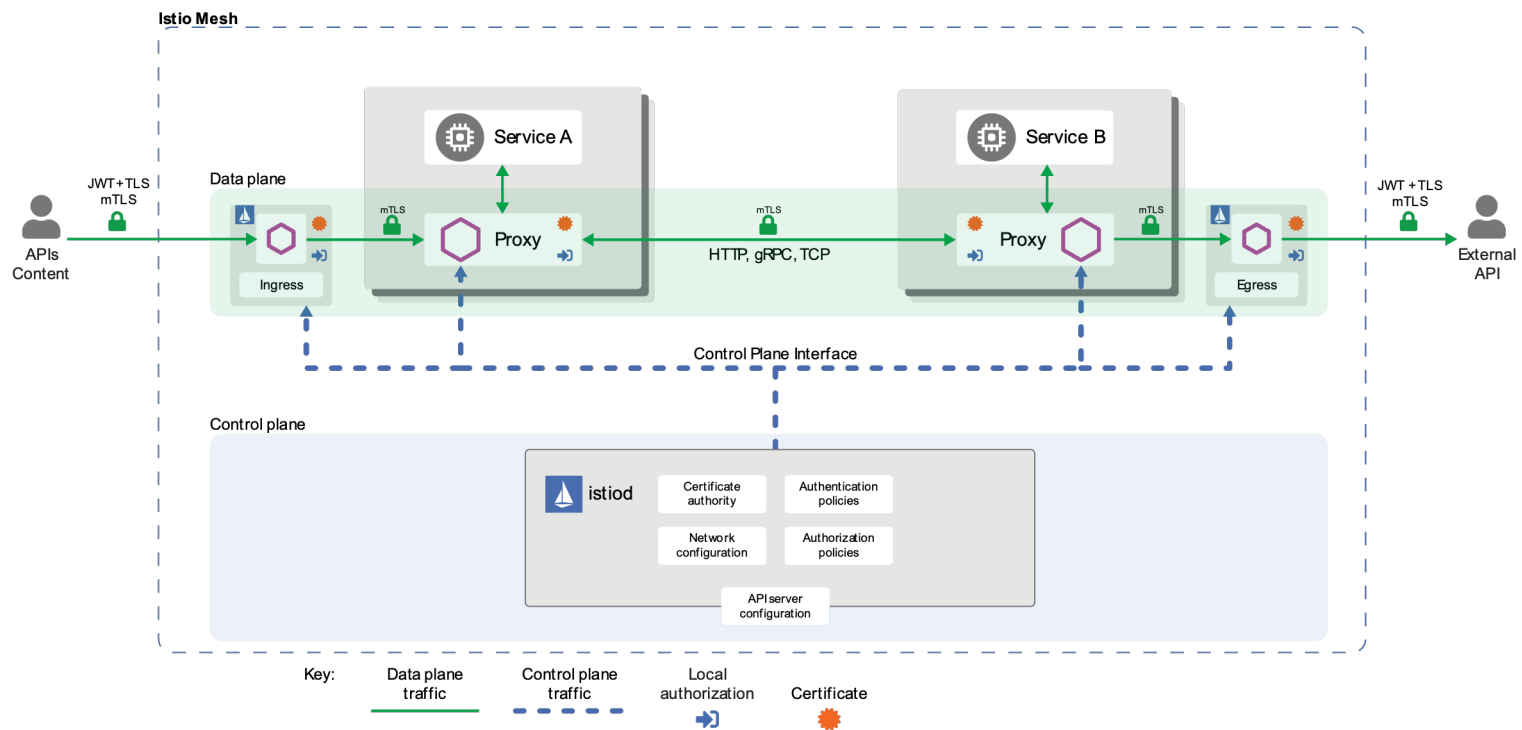 Istio Mesh
Service A
Service B
Data plane
JWT+TLS
mTLS
mTLS
Proxy
mTLS
HTTP, gRPC, TCP
Proxy
mTLS
JWT +TLS
mTLS
APIs
Content
Ingress
Egress
External
API
Control Plane Interface
Control plane
istiod
Certificate
authority
Authentication
policies
Network
configuration
Authorization
policies
API server
configuration
Key:
Data plane
traffic
Control plane
traffic
Local
authorization
Certificate